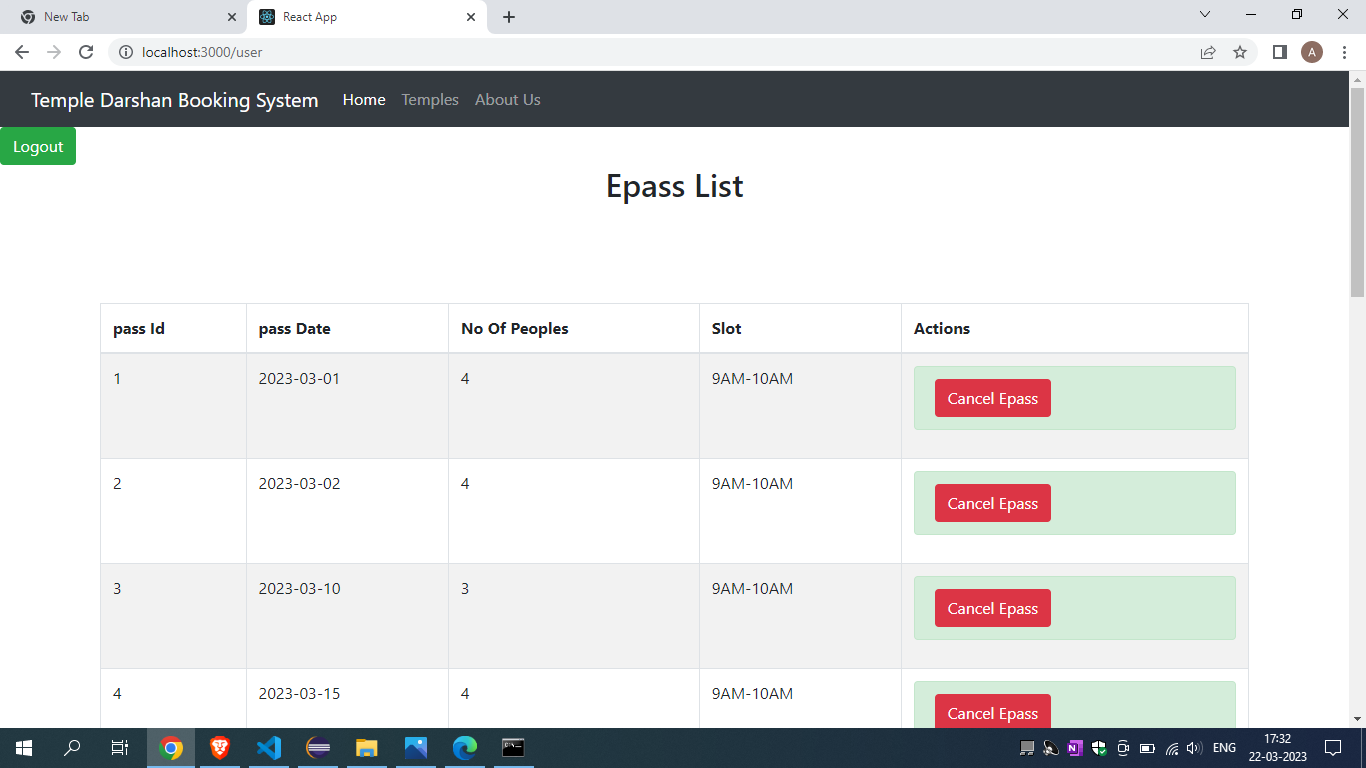 New Tab
React App
localhost:3000/user
A
Temple Darshan Booking System Home Temples About Us
Logout
Epass List
pass Id pass Date No Of Peoples Slot Actions
1 2023-03-01 4 9AM-10AM Cancel Epass
2 2023-03-02 4 9AM-10AM Cancel Epass
3 2023-03-10 3 9AM-10AM Cancel Epass
4 2023-03-15 4 9AM-10AM Cancel Epass
ENG
17:32
22-03-2023